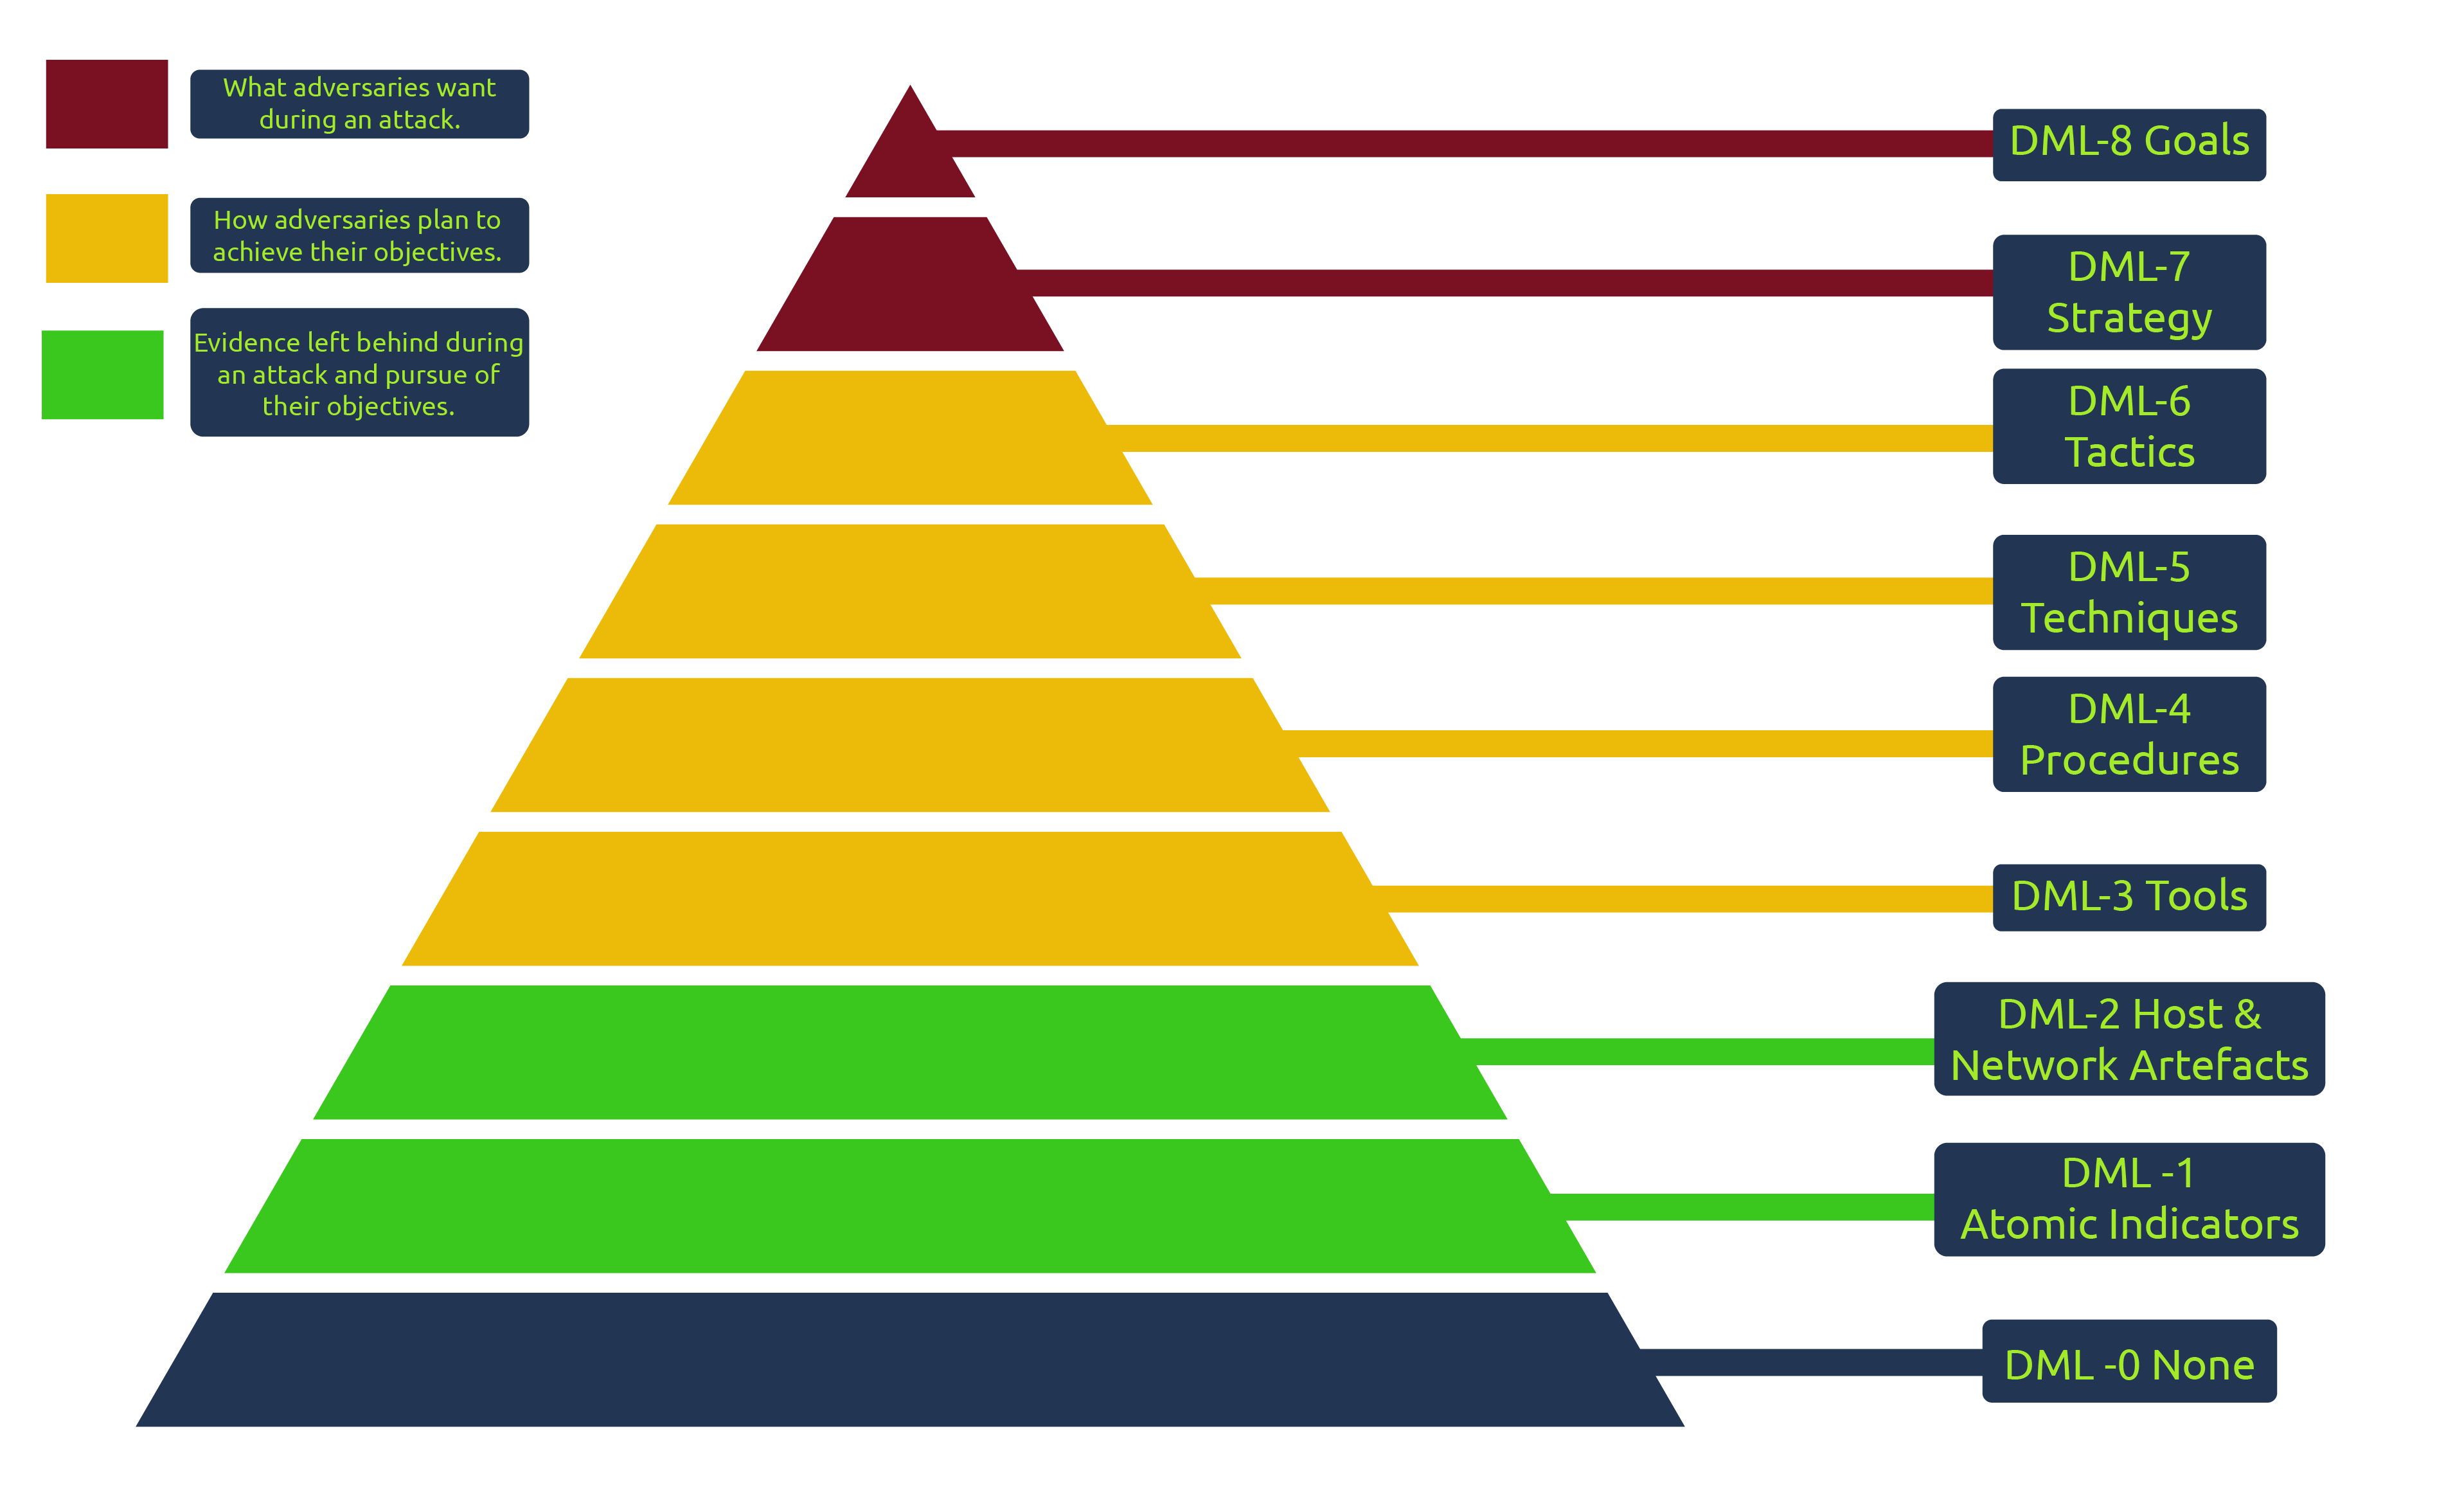 What adversaries want
during an attack.
How adversaries plan to
achieve their objectives.
Evidence left behind during
an attack and pursue of
their objectives.
DML-8 Goals
DML-7
Strategy
DML-6
Tactics
DML-5
Techniques
DML-4
Procedures
DML-3 Tools
DML-2 Host &
Network Artefacts
DML -1
Atomic Indicators
DML -0 None